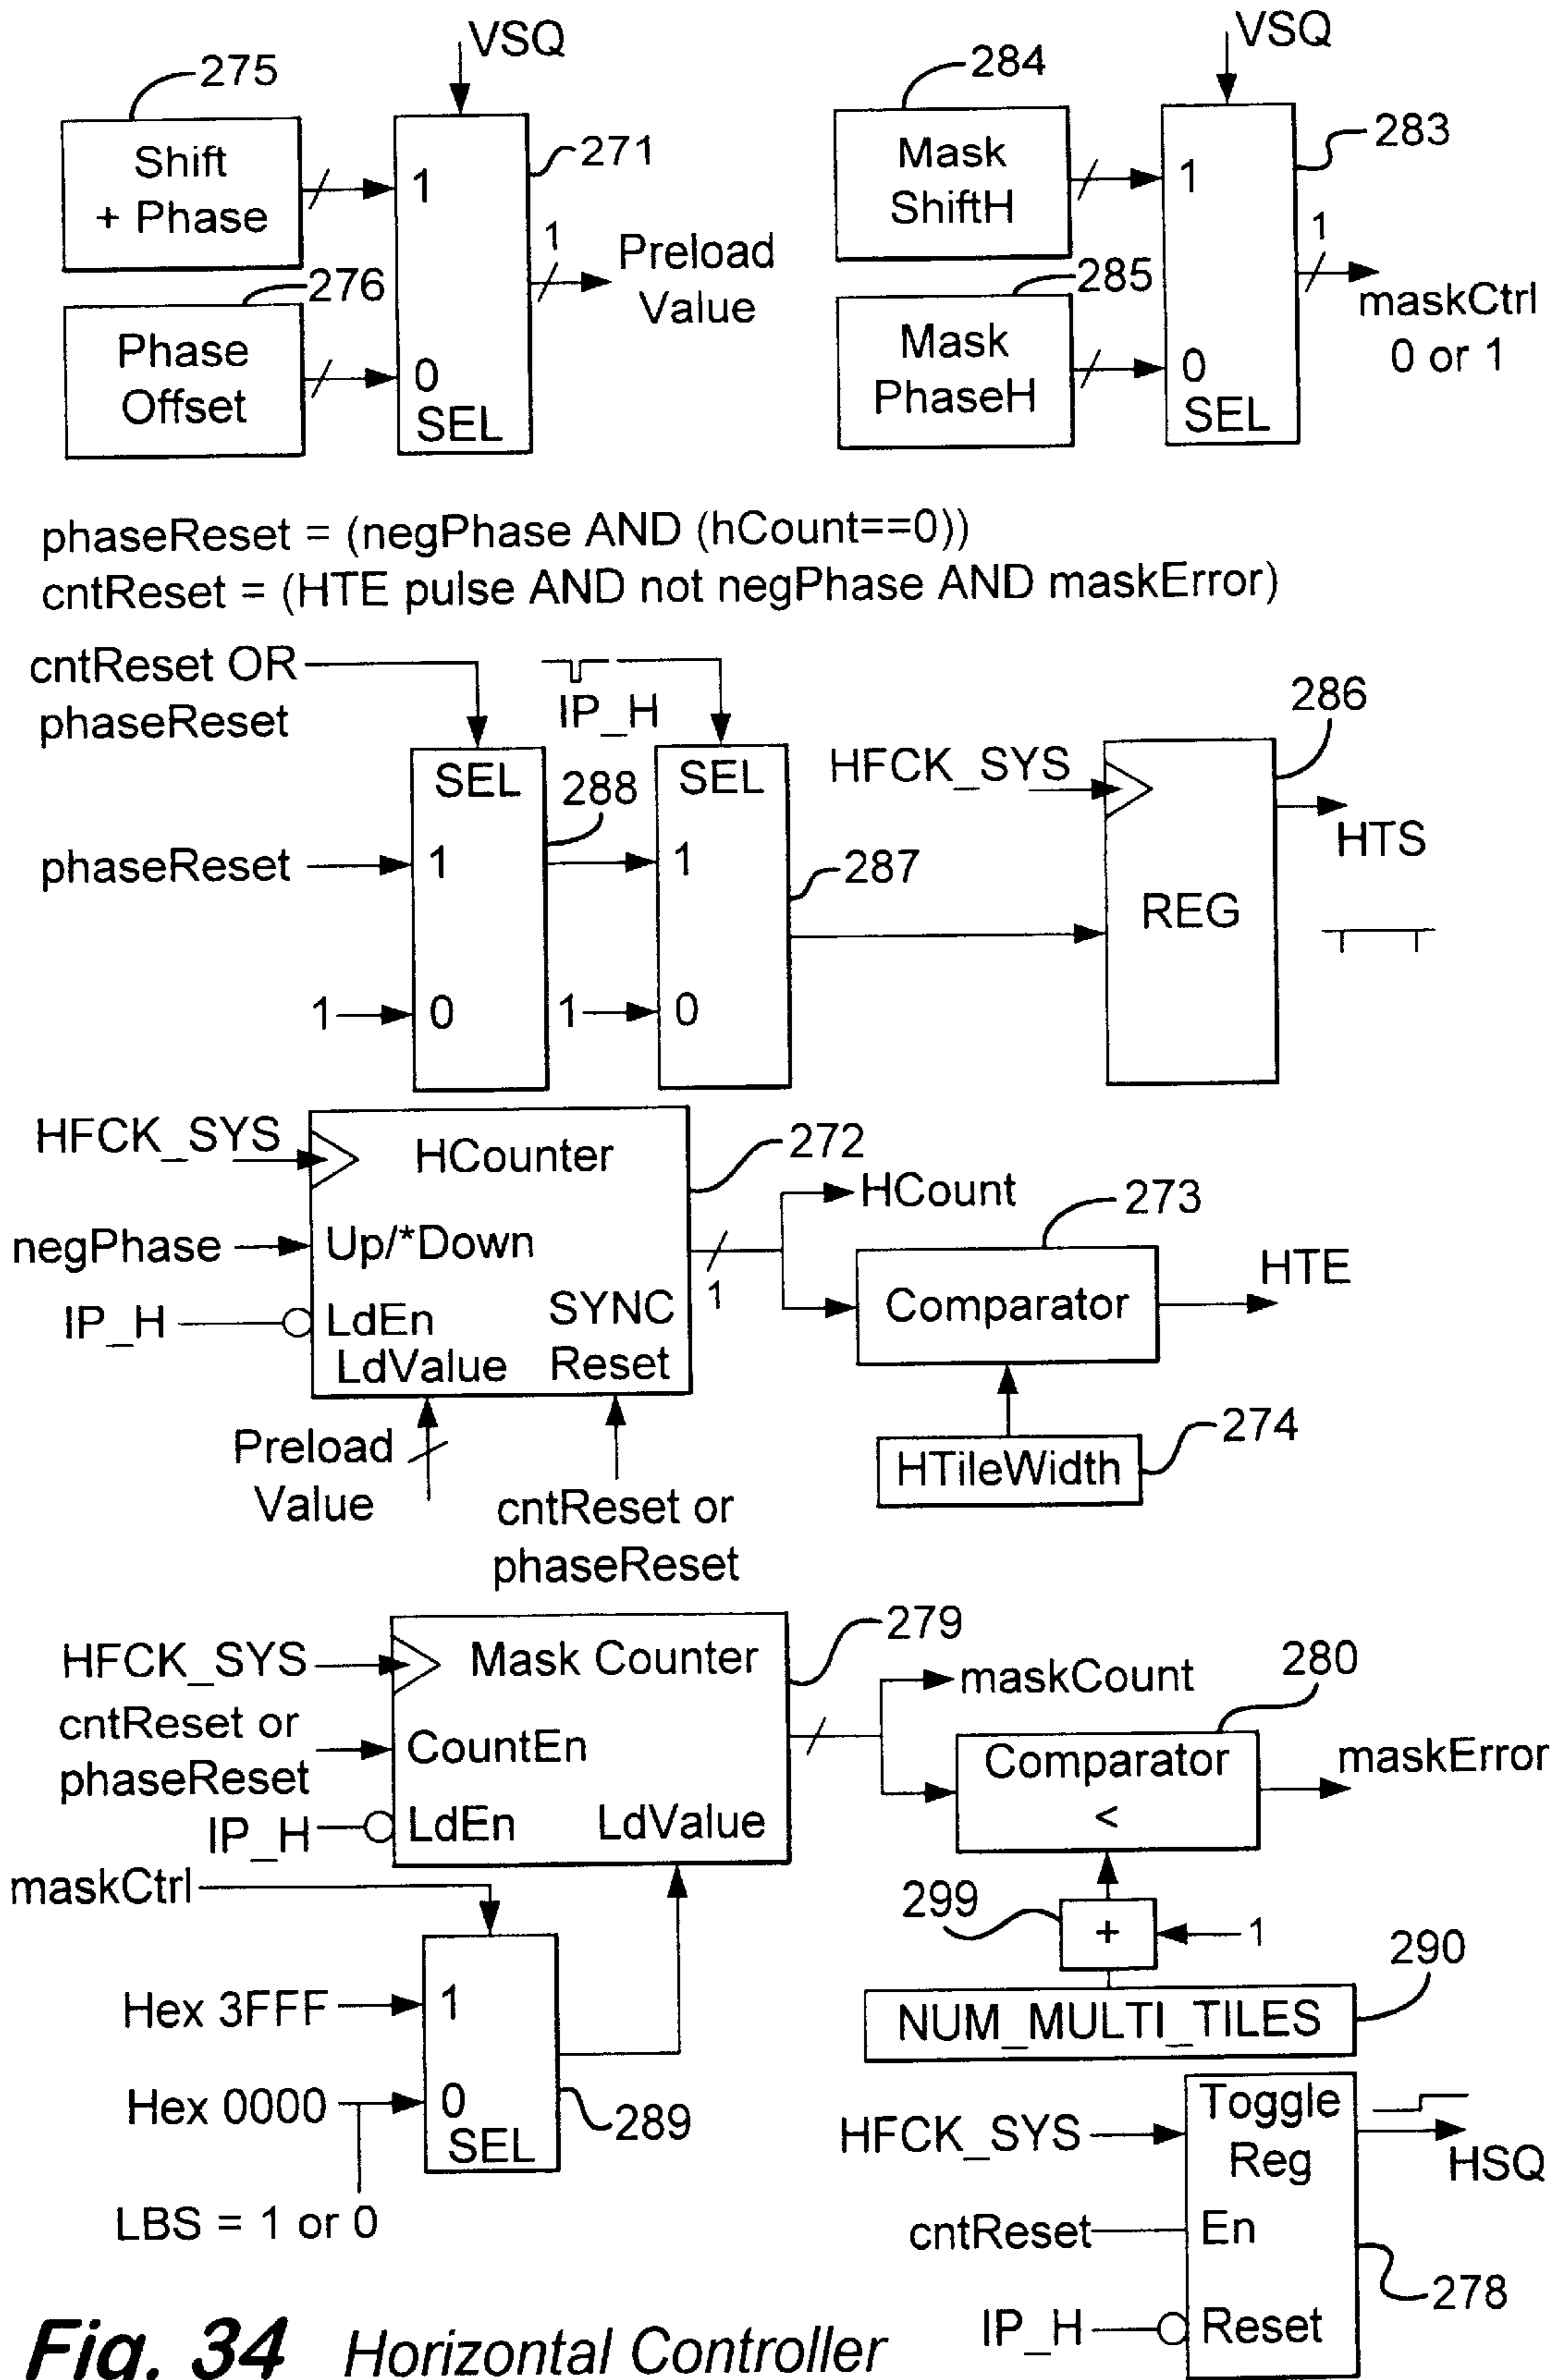 VSQ
275
Shift
+ Phase
1
271
1
Preload
Value
276
Phase
Offset
0
SEL
VSQ
284
Mask
ShiftH
1
283
1
maskCtrl
0 or 1
285
Mask
PhaseH
0
SEL
phaseReset = (negPhase AND (hCount==0))
cntReset = (HTE pulse AND not negPhase AND maskError)
cntReset OR
phaseReset
IP_H
SEL
288
SEL
HFCK_SYS
286
HTS
phaseReset
1
1
287
REG
1
0
1
0
HFCK_SYS
HCounter
272
HCount
273
negPhase
Up/*Down
1
Comparator
HTE
IP_H
LdEn
SYNC
LdValue
Reset
Preload
Value
cntReset or
phaseReset
HTileWidth
274
HFCK_SYS
Mask Counter
279
maskCount
280
cntReset or
phaseReset
CountEn
Comparator
<
maskError
IP_H
LdEn
LdValue
maskCtrl
299
+
1
290
Hex 3FFF
1
NUM_MULTI_TILES
Hex 0000
0
SEL
289
LBS = 1 or 0
HFCK_SYS
Toggle
Reg
HSQ
cntReset
En
278
IP_H
Reset
Fig. 34 Horizontal Controller